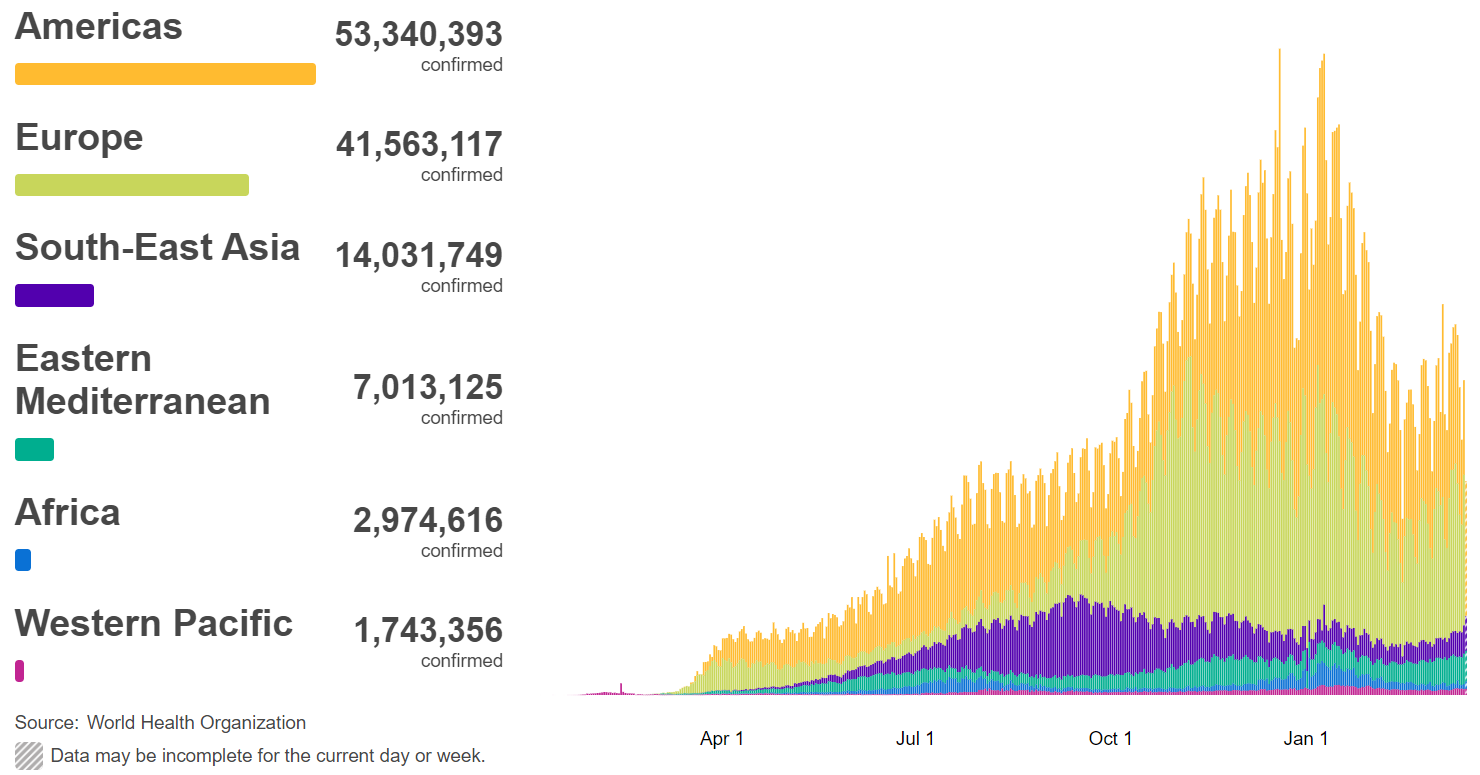 Americas
53,340,393
confirmed
Europe
41,563,117
confirmed
South-East Asia
14,031,749
confirmed
Eastern
Mediterranean
7,013,125
confirmed
Africa
2,974,616
confirmed
Western Pacific
1,743,356
confirmed
Source: World Health Organization
Data may be incomplete for the current day or week.
Apr 1
Jul 1
Oct 1
Jan 1